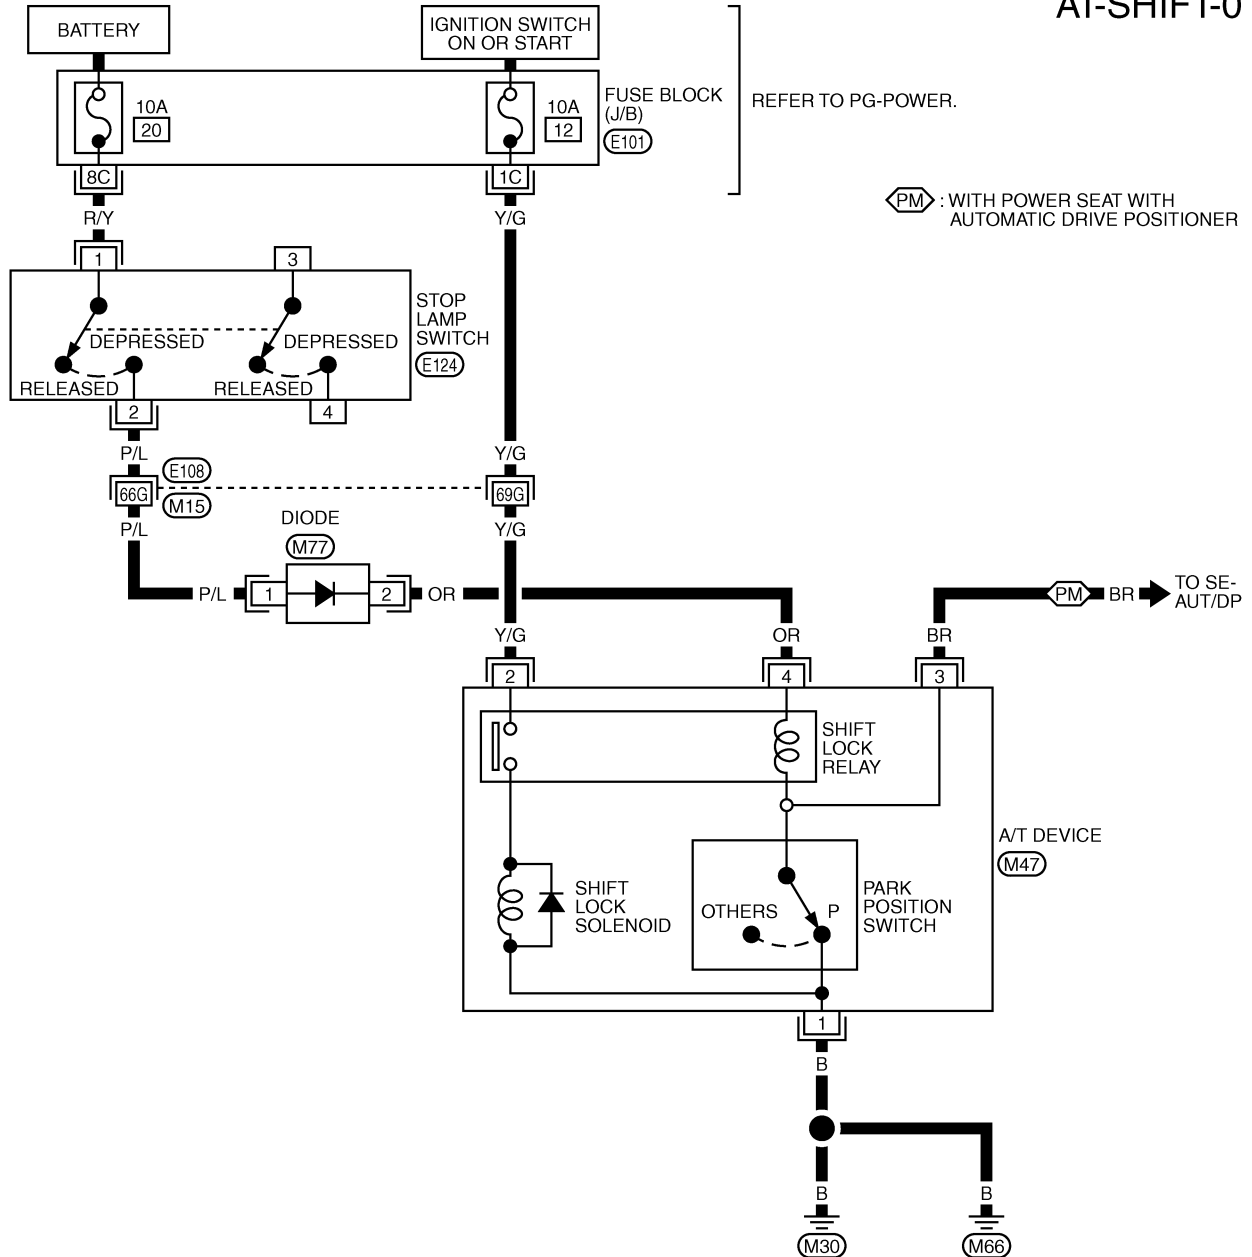 AT-SHIFT-0
BATTERY
IGNITION SWITCH
ON OR START
10A
20
10A
12
FUSE BLOCK
(J/B)
E101
REFER TO PG-POWER.
8C
1C
PM : WITH POWER SEAT WITH
AUTOMATIC DRIVE POSITIONER
R/Y
Y/G
1
3
STOP
LAMP
SWITCH
E124
DEPRESSED
DEPRESSED
RELEASED
RELEASED
2
4
P/L
Y/G
E108
66G
69G
M15
P/L
Y/G
DIODE
M77
P/L
1
2
OR
PM
BR
TO SE-
AUT/DP
Y/G
OR
BR
2
4
3
SHIFT
LOCK
RELAY
A/T DEVICE
M47
SHIFT
LOCK
SOLENOID
OTHERS
P
PARK
POSITION
SWITCH
1
B
B
B
M30
M66